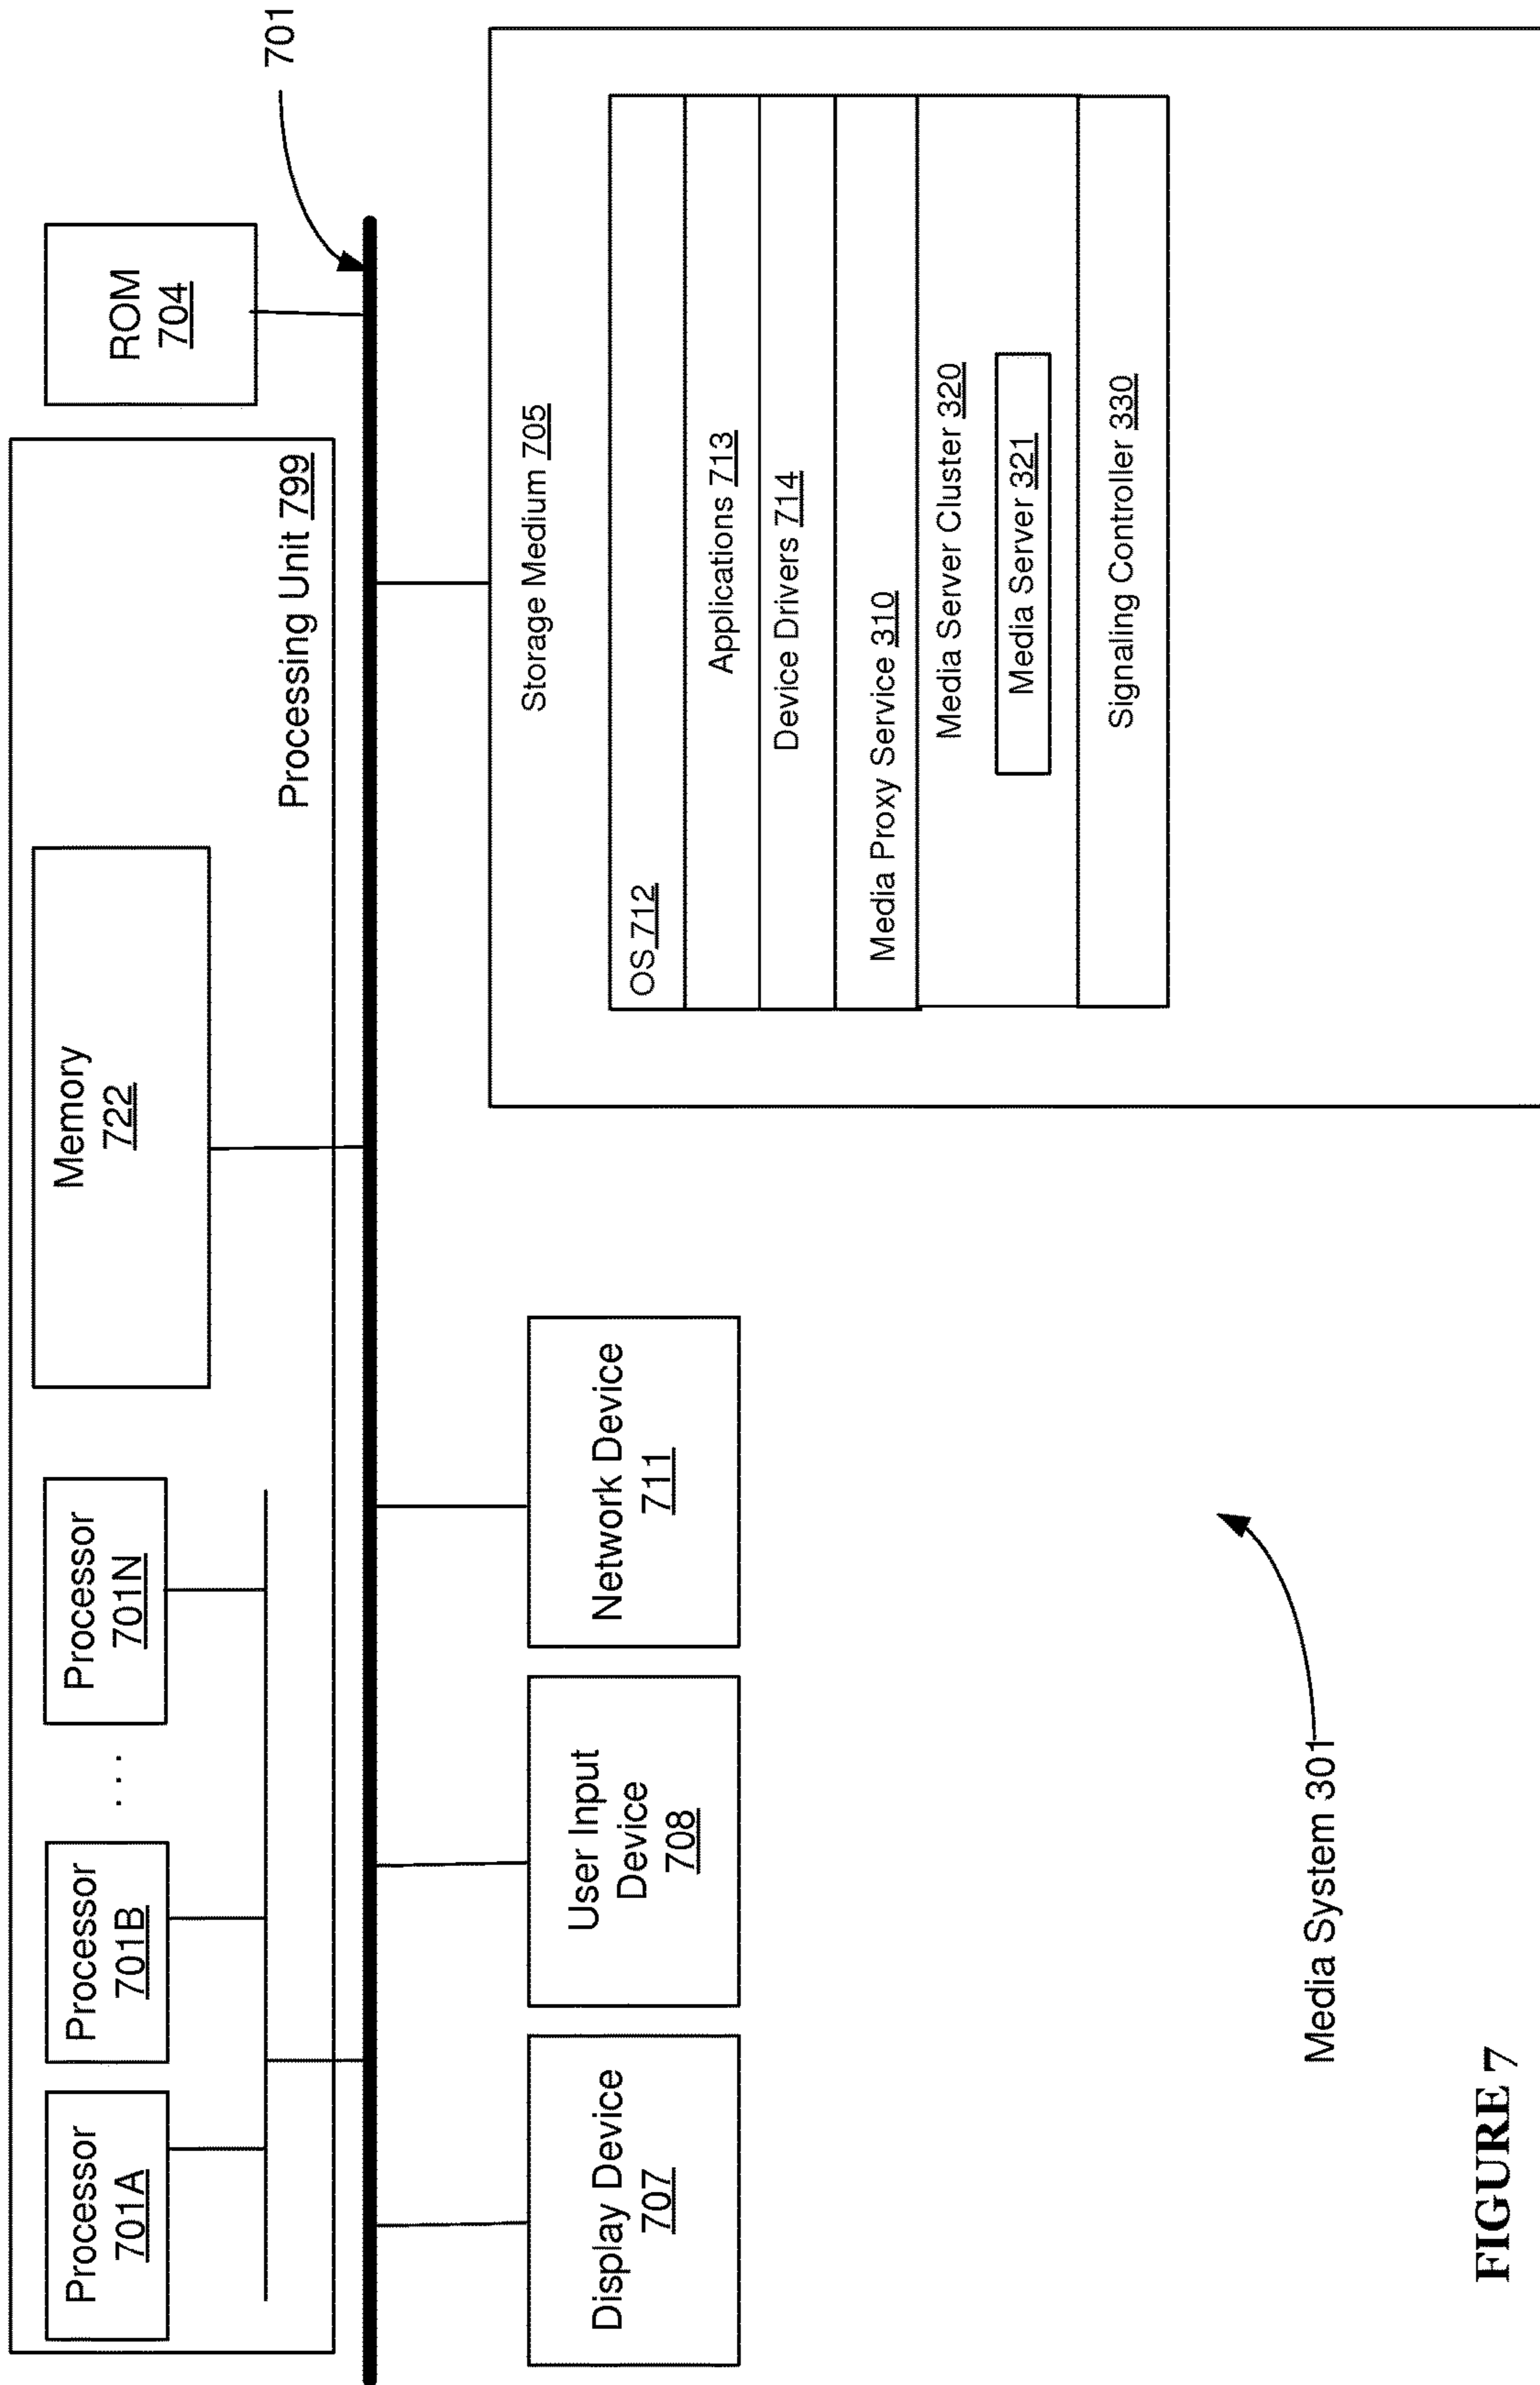 Processor
701A
Processor
701B
. . .
Processor
701N
Memory
722
Processing Unit 799
ROM
704
701
Display Device
707
User Input
Device
708
Network Device
711
Storage Medium 705
OS 712
Applications 713
Device Drivers 714
Media Proxy Service 310
Media Server Cluster 320
Media Server 321
Signaling Controller 330
Media System 301
FIGURE 7